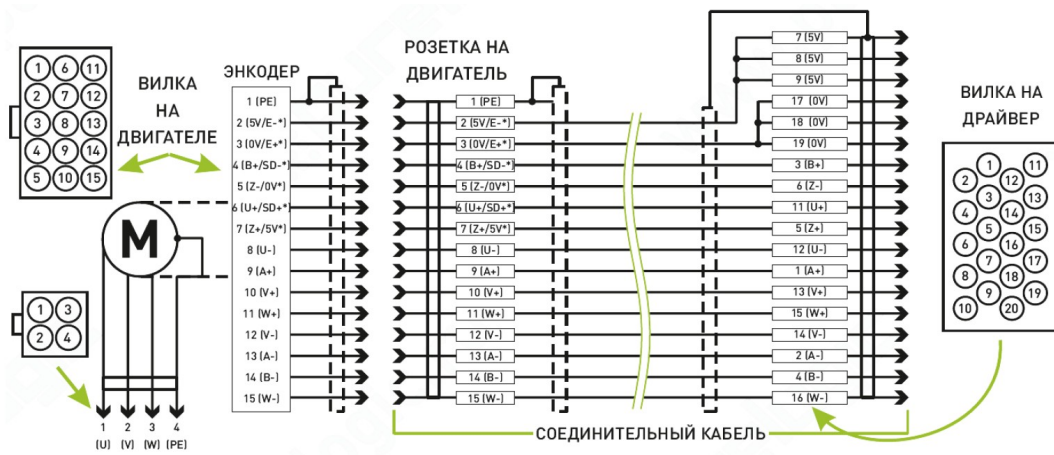 1 6 11
2 7 12
3 8 13
4 9 14
5 10 15
ВИЛКА
НА
ДВИГАТЕЛЕ
ЭНКОДЕР
1 (PE)
2 (5V/E-*)
3 (0V/E+*)
4 (B+/SD-*)
5 (Z-/0V*)
6 (U+/SD+*)
7 (Z+/5V*)
8 (U-)
9 (A+)
10 (V+)
11 (W+)
12 (V-)
13 (A-)
14 (B-)
15 (W-)
M
1 3
2 4
1 2 3 4
(U) (V) (W) (PE)
РОЗЕТКА НА
ДВИГАТЕЛЬ
1 (PE)
2 (5V/E-*)
3 (0V/E+*)
4 (B+/SD-*)
5 (Z-/0V*)
6 (U+/SD+*)
7 (Z+/5V*)
8 (U-)
9 (A+)
10 (V+)
11 (W+)
12 (V-)
13 (A-)
14 (B-)
15 (W-)
7 (5V)
8 (5V)
9 (5V)
17 (0V)
18 (0V)
19 (0V)
3 (B+)
6 (Z-)
11 (U+)
5 (Z+)
12 (U-)
1 (A+)
13 (V+)
15 (W+)
14 (V-)
2 (A-)
4 (B-)
16 (W-)
СОЕДИНИТЕЛЬНЫЙ КАБЕЛЬ
ВИЛКА НА
ДРАЙВЕР
1 11
2 12
3 13
4 14
5 15
6 16
7 17
8 18
9 19
10 20